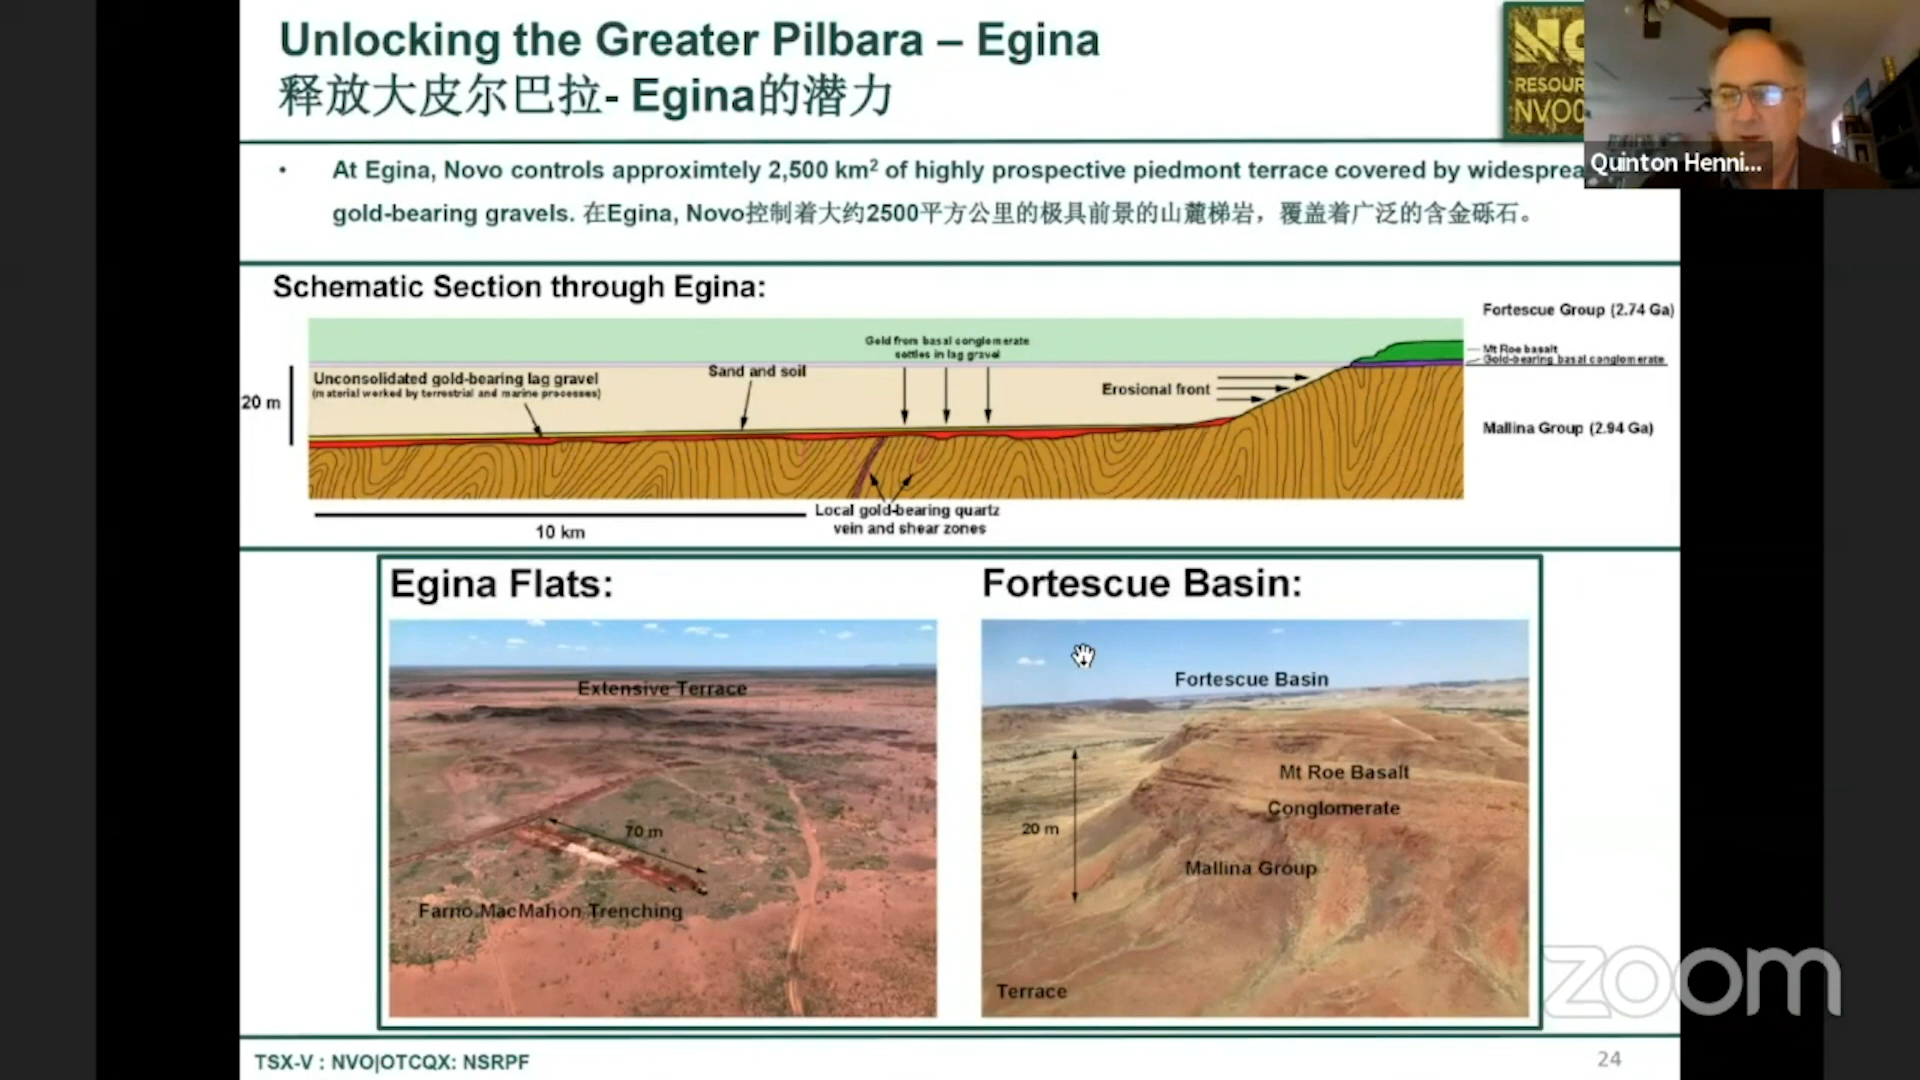 Unlocking the Greater Pilbara – Egina
释放大皮尔巴拉- Egina的潜力
RESOUR
NVO
Quinton Henni...
• At Egina, Novo controls approximtely 2,500 km² of highly prospective piedmont terrace covered by widesprea
gold-bearing gravels. 在Egina, Novo控制着大约2500平方公里的极具前景的山麓梯岩，覆盖着广泛的含金砾石。
Schematic Section through Egina:
Fortescue Group (2.74 Ga)
Mt Roe basalt
Gold-bearing basal conglomerate
Gold from basal conglomerate
settles in lag gravel
Sand and soil
Unconsolidated gold-bearing lag gravel
(material worked by terrestrial and marine processes)
Erosional front
20 m
Mallina Group (2.94 Ga)
Local gold-bearing quartz
vein and shear zones
10 km
Egina Flats:
Extensive Terrace
70 m
Farno MacMahon Trenching
Fortescue Basin:
Fortescue Basin
Mt Roe Basalt
Conglomerate
20 m
Mallina Group
Terrace
zoom
TSX-V : NVO|OTCQX: NSRPF
24